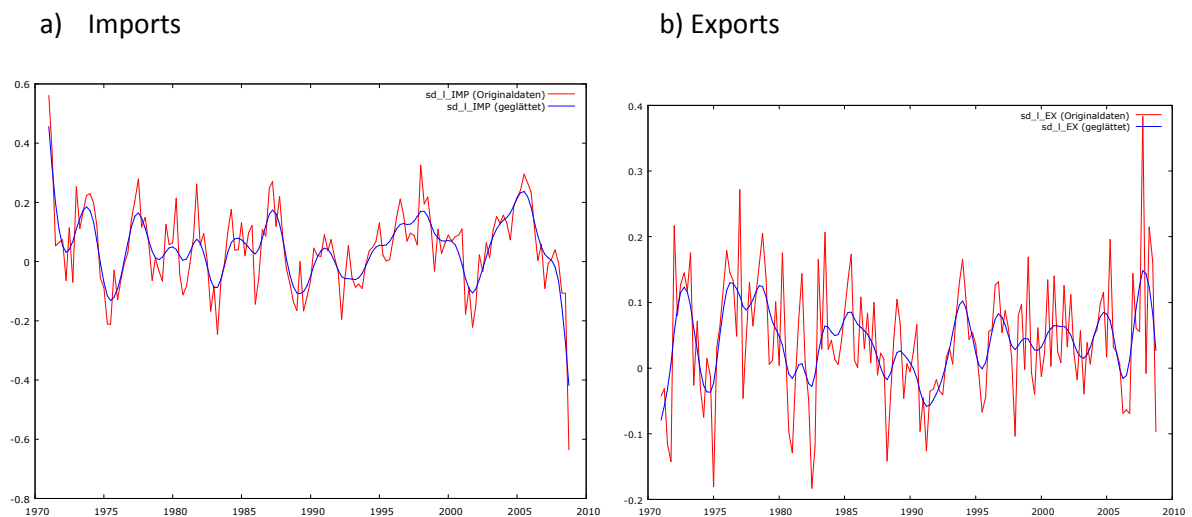 a) Imports
0.6
0.4
0.2
0
-0.2
-0.4
-0.6
-0.8
1970 1975 1980 1985 1990 1995 2000 2005 2010
sd_l_IMP (Originaldaten)
sd_l_IMP (geglättet)
b) Exports
0.4
0.3
0.2
0.1
0
-0.1
-0.2
1970 1975 1980 1985 1990 1995 2000 2005 2010
sd_l_EX (Originaldaten)
sd_l_EX (geglättet)